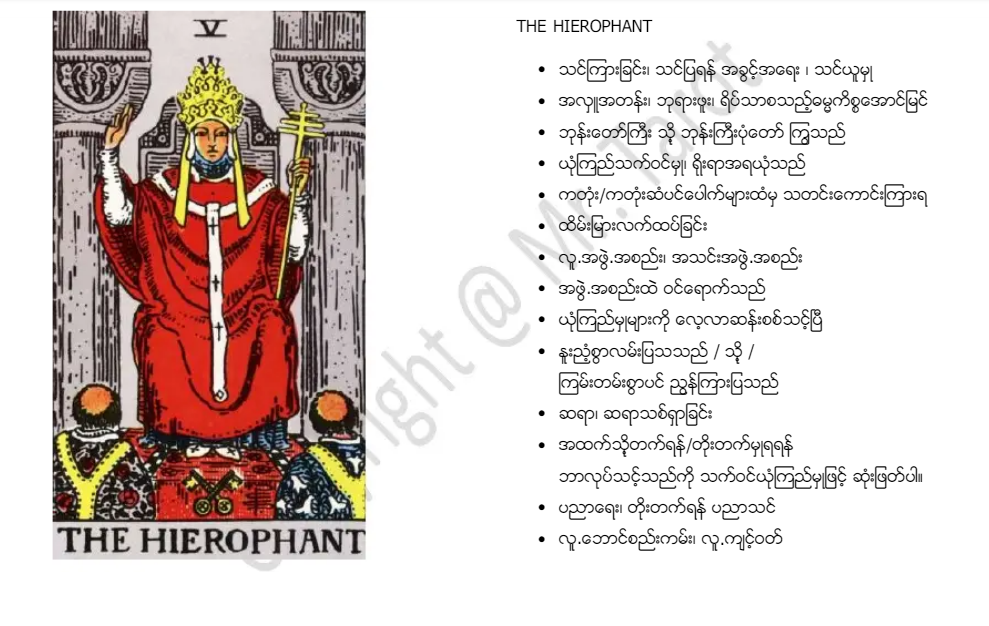 V
THE HIEROPHANT
THE HIEROPHANT
• သင်ကြားခြင်း၊ သင်ပြရန် အခွင့်အရေး ၊ သင်ယူမှု
• အလှူအတန်း၊ ဘုရားဖူး၊ ရိပ်သာစသည့်ဓမ္မကိစ္စအောင်မြင်
• ဘုန်းတော်ကြီး သို့ ဘုန်းကြီးပုံတော် ကြွသည်
• ယုံကြည်သက်ဝင်မှု၊ ရိုးရာအရယုံသည်
• ကတုံး/ကတုံးဆံပင်ပေါက်များထံမှ သတင်းကောင်းကြားရ
• ထိမ်းမြားလက်ထပ်ခြင်း
• လူ့အဖွဲ့အစည်း၊ အသင်းအဖွဲ့အစည်း
• အဖွဲ့အစည်းထဲ ဝင်ရောက်သည်
• ယုံကြည်မှုများကို လေ့လာဆန်းစစ်သင့်ပြီ
• နူးညံ့စွာလမ်းပြသသည် / သို့ /
ကြမ်းတမ်းစွာပင် ညွှန်ကြားပြသည်
• ဆရာ၊ ဆရာသစ်ရှာခြင်း
• အထက်သို့တက်ရန်/တိုးတက်မှုရရန်
ဘာလုပ်သင့်သည်ကို သက်ဝင်ယုံကြည်မှုဖြင့် ဆုံးဖြတ်ပါ။
• ပညာရေး၊ တိုးတက်ရန် ပညာသင်
• လူ့ဘောင်စည်းကမ်း၊ လူ့ကျင့်ဝတ်
Copyright @ Mr. Tarot